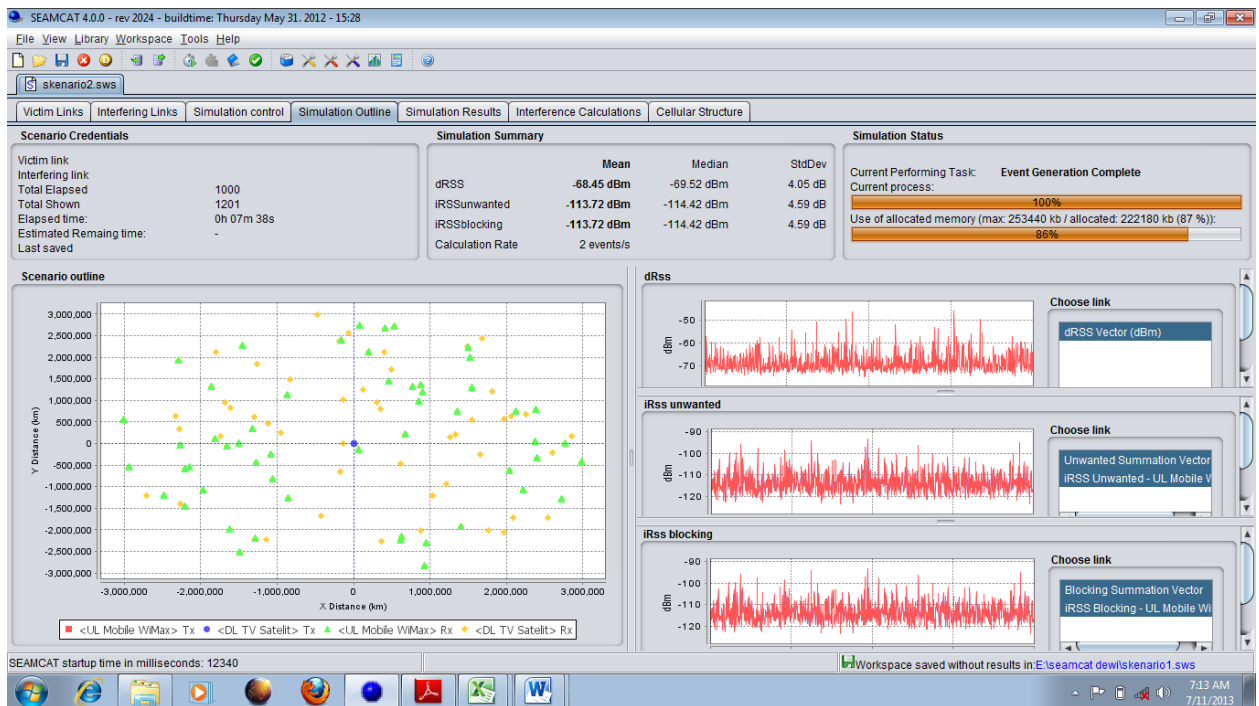 SEAMCAT 4.0.0 - rev 2024 - buildtime: Thursday May 31. 2012 - 15:28
File View Library Workspace Tools Help
skenario2.sws
Victim Links Interfering Links Simulation control Simulation Outline Simulation Results Interference Calculations Cellular Structure
Scenario Credentials
Victim link
Interfering link
Total Elapsed 1000
Total Shown 1201
Elapsed time: 0h 07m 38s
Estimated Remaing time: -
Last saved
Simulation Summary
Mean Median StdDev
dRSS -68.45 dBm -69.52 dBm 4.05 dB
iRSSunwanted -113.72 dBm -114.42 dBm 4.59 dB
iRSSblocking -113.72 dBm -114.42 dBm 4.59 dB
Calculation Rate 2 events/s
Simulation Status
Current Performing Task: Event Generation Complete
Current process:
100%
Use of allocated memory (max: 253440 kb / allocated: 222180 kb (87 %)):
86%
Scenario outline
Y Distance (km)
3,000,000
2,500,000
2,000,000
1,500,000
1,000,000
500,000
0
-500,000
-1,000,000
-1,500,000
-2,000,000
-2,500,000
-3,000,000
-3,000,000 -2,000,000 -1,000,000 0 1,000,000 2,000,000 3,000,000
X Distance (km)
<UL Mobile WiMax> Tx <DL TV Satelit> Tx <UL Mobile WiMax> Rx <DL TV Satelit> Rx
dRss
dBm
-50
-60
-70
Choose link
dRSS Vector (dBm)
iRss unwanted
dBm
-90
-100
-110
-120
Choose link
Unwanted Summation Vector
iRSS Unwanted - UL Mobile W
iRss blocking
dBm
-90
-100
-110
-120
Choose link
Blocking Summation Vector
iRSS Blocking - UL Mobile Wi
SEAMCAT startup time in milliseconds: 12340
Workspace saved without results in:E:\seamcat dewi\skenario1.sws
7:13 AM
7/11/2013